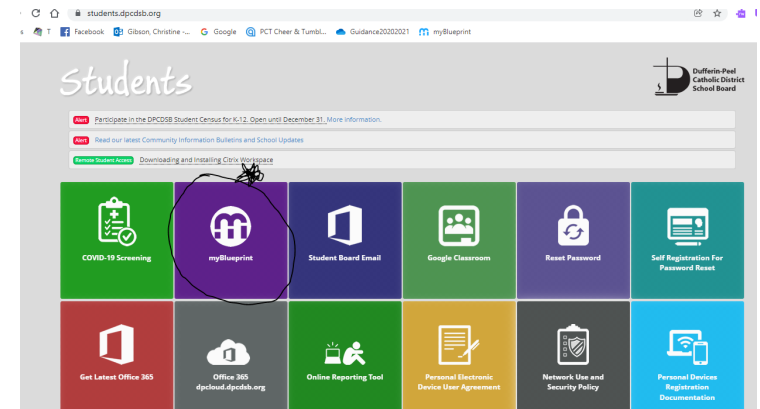 students.dpcdsb.org
T Facebook Gibson, Christine -... Google PCT Cheer & Tumbl... Guidance20202021 myBlueprint
Students
Dufferin-Peel
Catholic District
School Board
Alert Participate in the DPCDSB Student Census for K-12. Open until December 31. More information.
Alert Read our latest Community Information Bulletins and School Updates
Remote Student Access Downloading and Installing Citrix Workspace
COVID-19 Screening
myBlueprint
Student Board Email
Google Classroom
Reset Password
Self Registration For
Password Reset
Get Latest Office 365
Office 365
dpcloud.dpcdsb.org
Online Reporting Tool
Personal Electronic
Device User Agreement
Network Use and
Security Policy
Personal Devices
Registration
Documentation